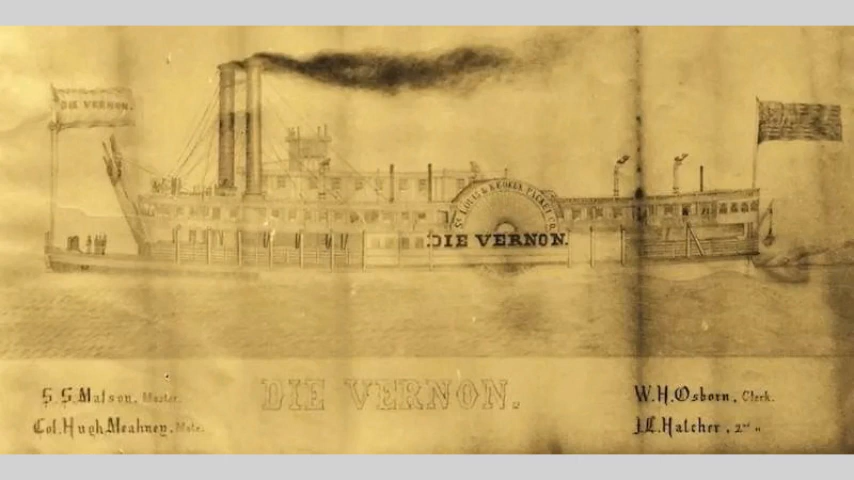 DIE VERNON.
ST. LOUIS & KEOKUK PACKET CO.
DIE VERNON.
DIE VERNON.
S. S. Matson, Master.
Col. Hugh Meahney, Mate.
W. H. Osborn, Clerk.
J. L. Hatcher, 2nd "